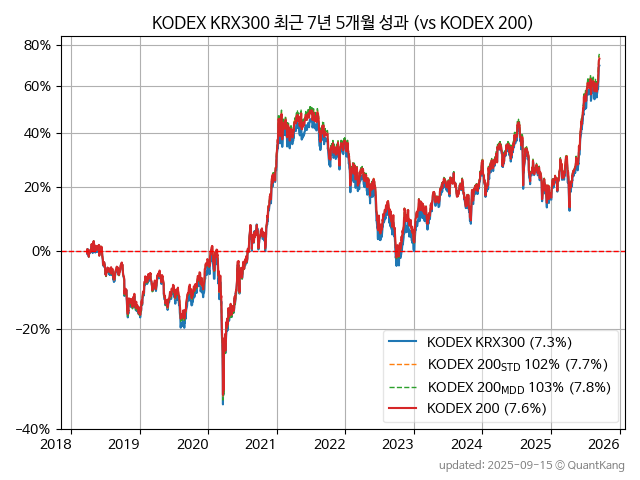 KODEX KRX300 최근 7년 5개월 성과 (vs KODEX 200)
80%
60%
40%
20%
0%
−20%
−40%
2018 2019 2020 2021 2022 2023 2024 2025 2026
KODEX KRX300 (7.3%)
KODEX 200STD 102% (7.7%)
KODEX 200MDD 103% (7.8%)
KODEX 200 (7.6%)
updated: 2025-09-15 © QuantKang